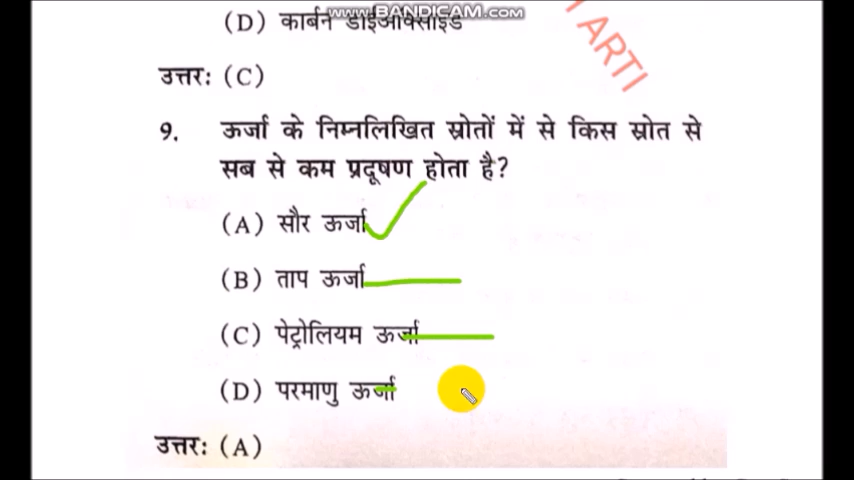 www.BANDICAM.com
(D) कार्बन डाईऑक्साइड
ARTI
उत्तरः (C)
9. ऊर्जा के निम्नलिखित स्रोतों में से किस स्रोत से
सब से कम प्रदूषण होता है?
(A) सौर ऊर्जा
(B) ताप ऊर्जा
(C) पेट्रोलियम ऊर्जा
(D) परमाणु ऊर्जा
उत्तरः (A)